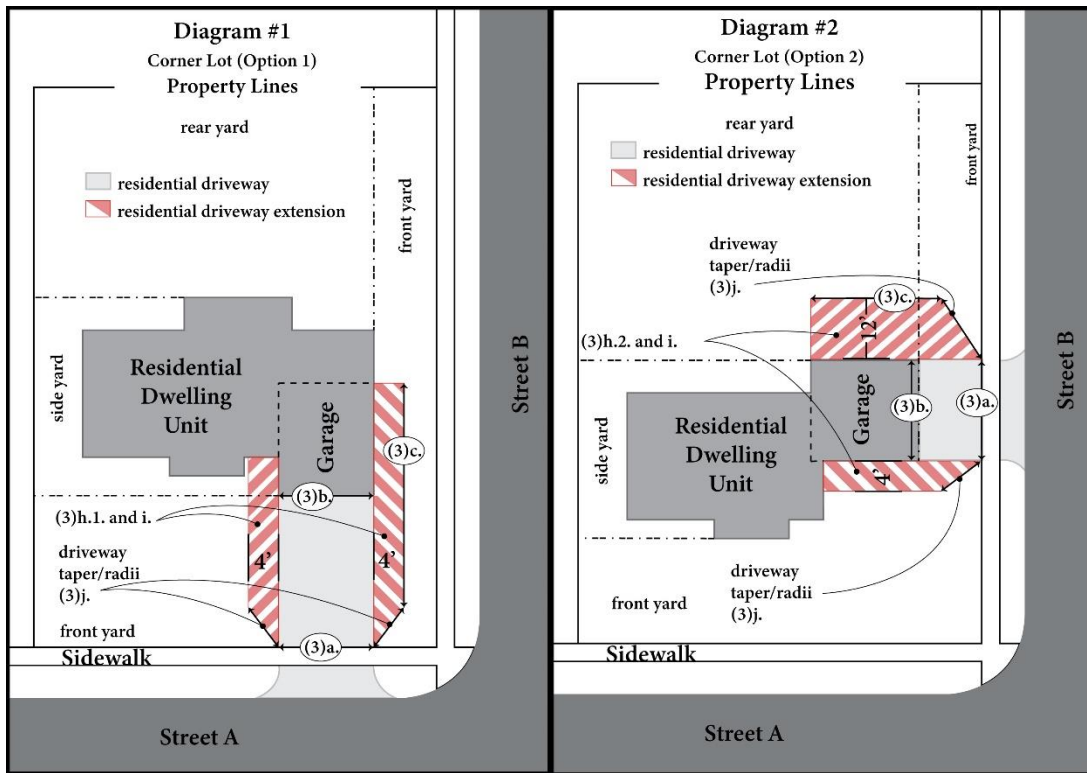 Diagram #1
Corner Lot (Option 1)
Property Lines
rear yard
residential driveway
residential driveway extension
front yard
side yard
Residential
Dwelling
Unit
Garage
(3)c.
(3)b.
(3)h.1. and i.
4'
4'
driveway
taper/radii
(3)j.
front yard
(3)a.
Sidewalk
Street A
Street B
Diagram #2
Corner Lot (Option 2)
Property Lines
rear yard
residential driveway
residential driveway extension
front yard
driveway
taper/radii
(3)j.
(3)c.
12'
(3)h.2. and i.
(3)b.
(3)a.
side yard
Residential
Dwelling
Unit
Garage
4'
driveway
taper/radii
(3)j.
front yard
Sidewalk
Street A
Street B